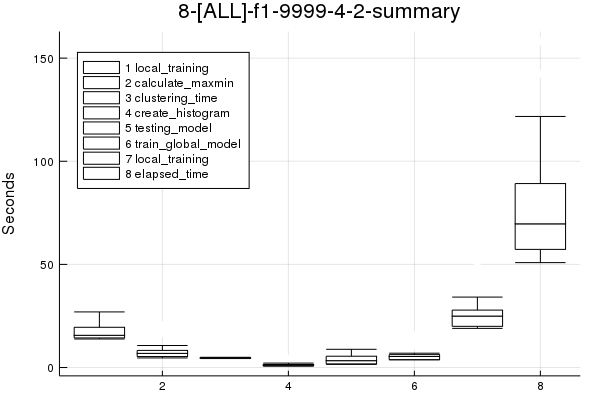 8-[ALL]-f1-9999-4-2-summary
150
100
50
0
Seconds
1 local_training
2 calculate_maxmin
3 clustering_time
4 create_histogram
5 testing_model
6 train_global_model
7 local_training
8 elapsed_time
2 4 6 8